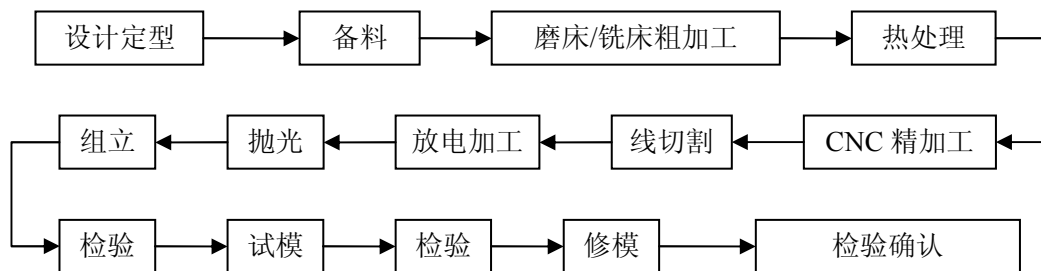 设计定型
备料
磨床/铣床粗加工
热处理
CNC 精加工
线切割
放电加工
抛光
组立
检验
试模
检验
修模
检验确认